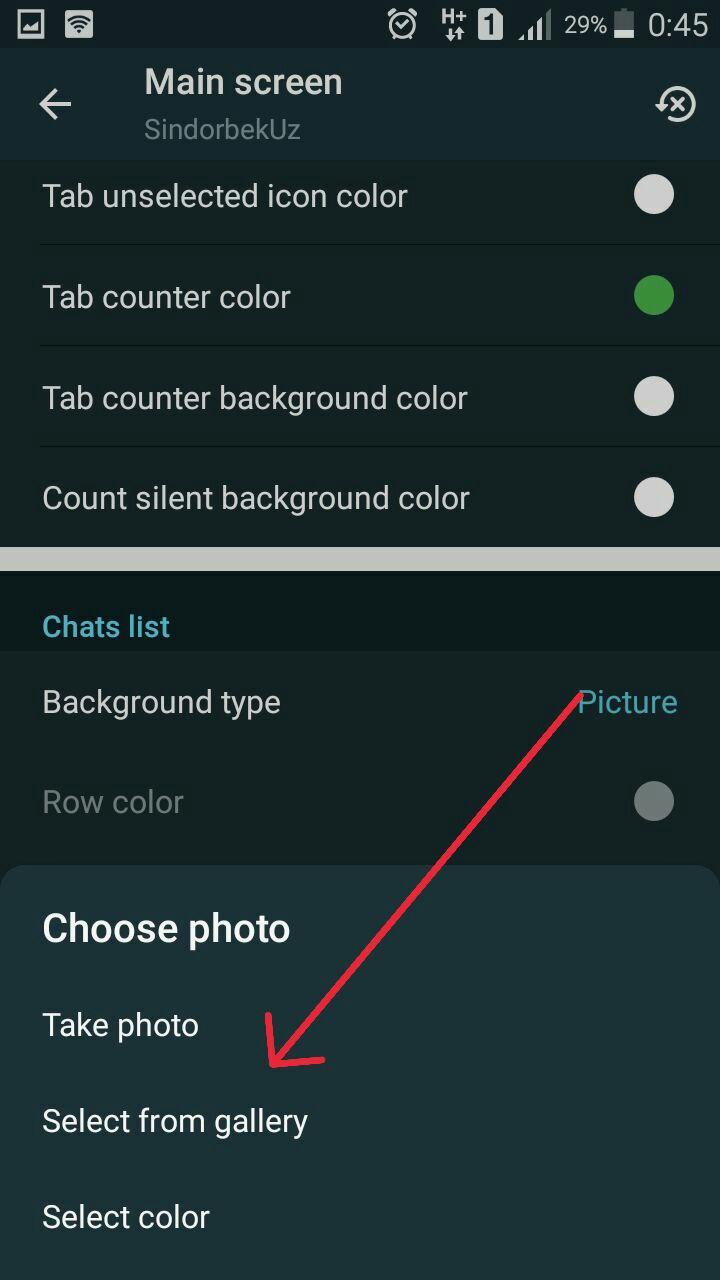 H+
1
29%
0:45
Main screen
SindorbekUz
Tab unselected icon color
Tab counter color
Tab counter background color
Count silent background color
Chats list
Background type
Picture
Row color
Choose photo
Take photo
Select from gallery
Select color